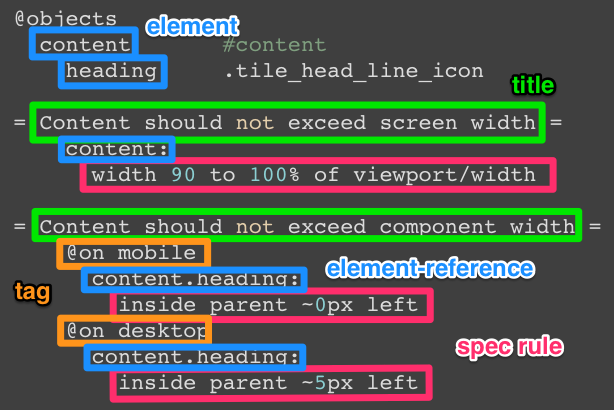 @objects
element
content #content
heading .tile_head_line_icon
title
= Content should not exceed screen width =
content:
width 90 to 100% of viewport/width
= Content should not exceed component width =
@on mobile
content.heading:
element-reference
tag
inside parent ~0px left
@on desktop
spec rule
content.heading:
inside parent ~5px left